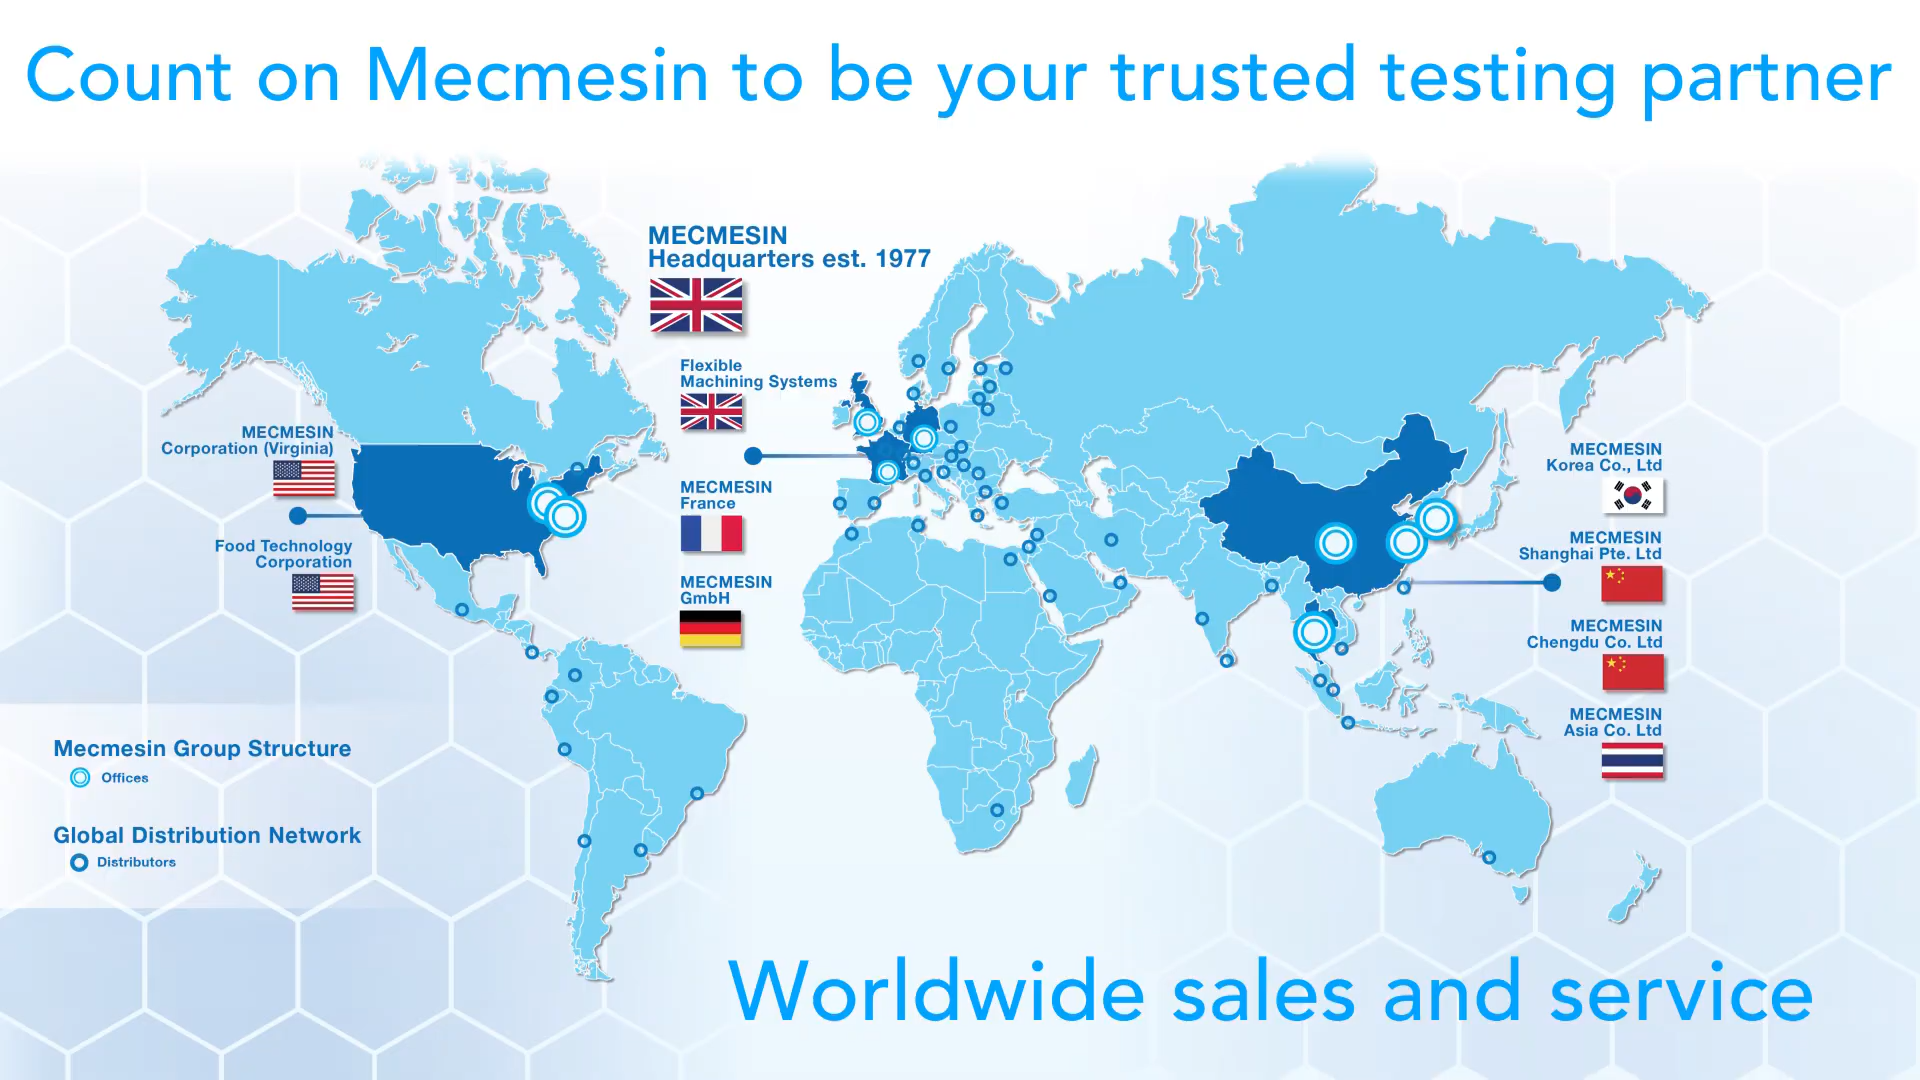 Count on Mecmesin to be your trusted testing partner
MECMESIN
Headquarters est. 1977
Flexible
Machining Systems
MECMESIN
Corporation (Virginia)
Food Technology
Corporation
MECMESIN
France
MECMESIN
GmbH
MECMESIN
Korea Co., Ltd
MECMESIN
Shanghai Pte. Ltd
MECMESIN
Chengdu Co. Ltd
MECMESIN
Asia Co. Ltd
Mecmesin Group Structure
Offices
Global Distribution Network
Distributors
Worldwide sales and service